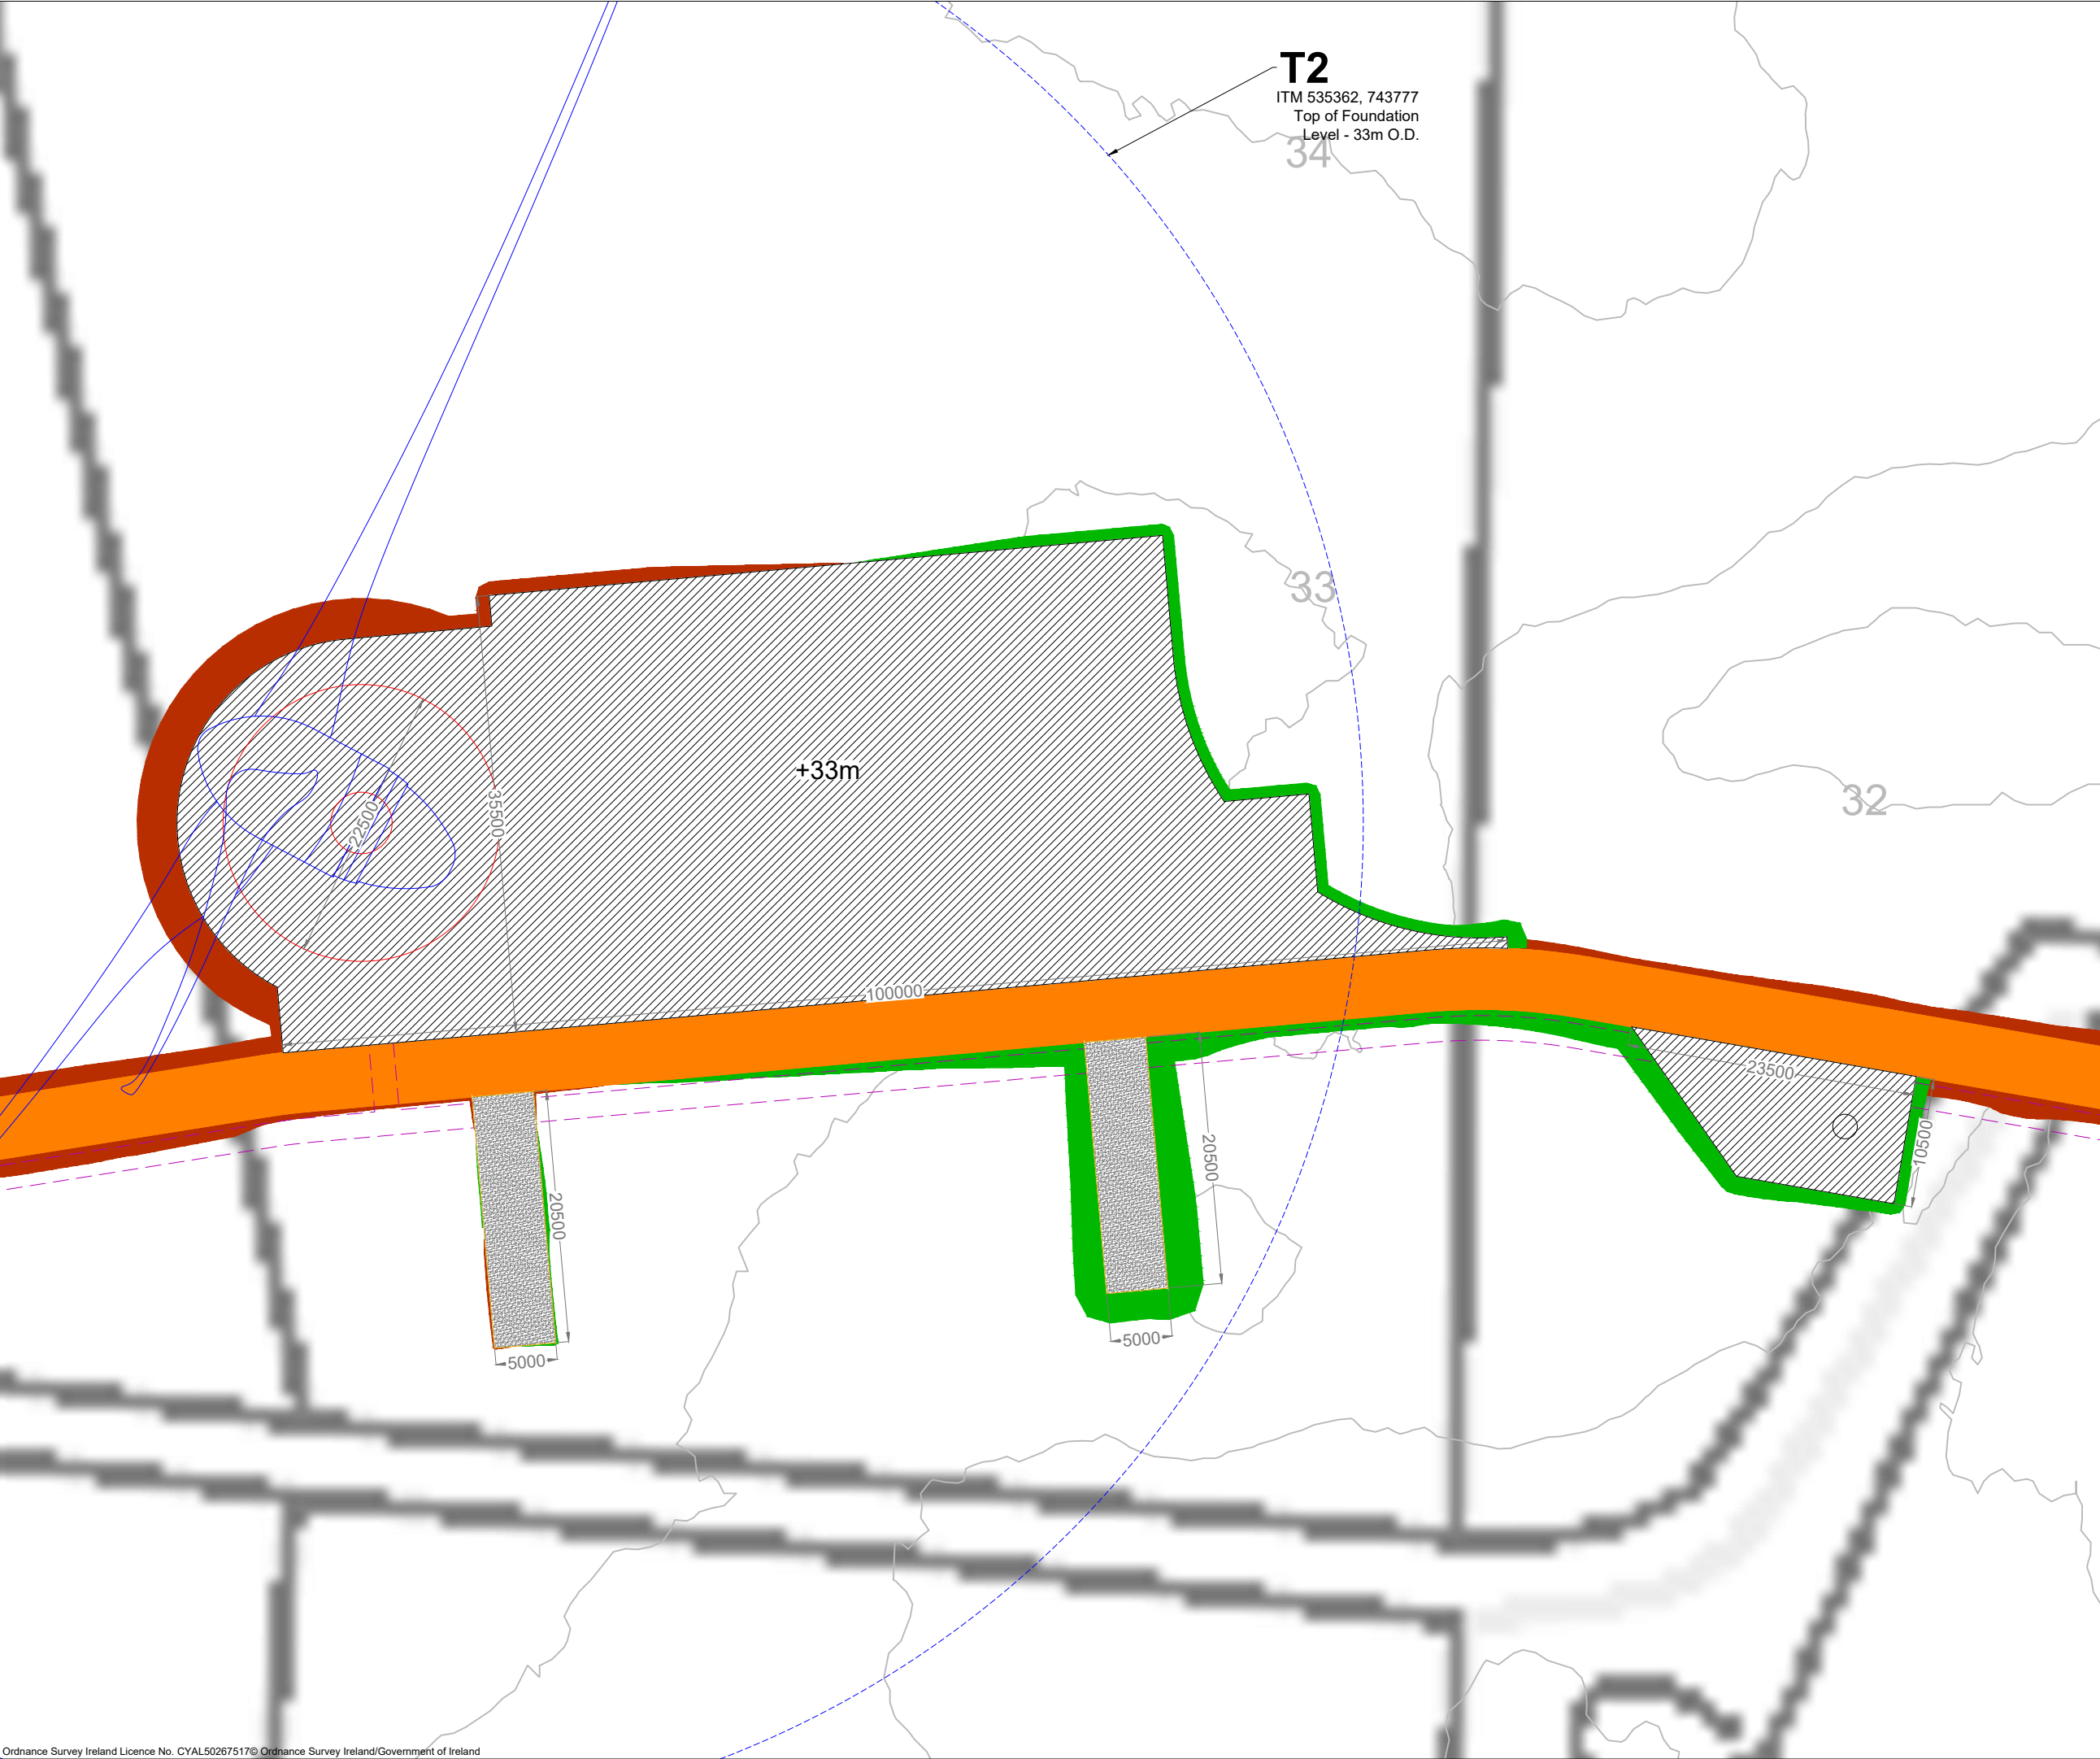 T2
ITM 535362, 743777
Top of Foundation
Level - 33m O.D.
34
33
+33m
32
22500
35500
100000
23500
10500
20500
20500
5000
5000
Ordnance Survey Ireland Licence No. CYAL50267517© Ordnance Survey Ireland/Government of Ireland